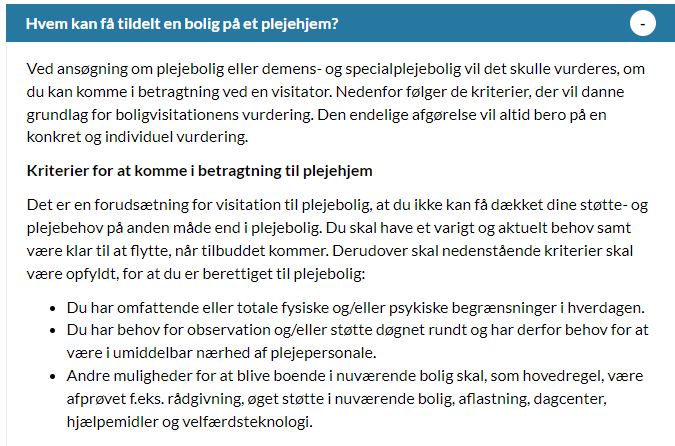 Hvem kan få tildelt en bolig på et plejehjem?
-
Ved ansøgning om plejebolig eller demens- og specialplejebolig vil det skulle vurderes, om
du kan komme i betragtning ved en visitator. Nedenfor følger de kriterier, der vil danne
grundlag for boligvisitationens vurdering. Den endelige afgørelse vil altid bero på en
konkret og individuel vurdering.
Kriterier for at komme i betragtning til plejehjem
Det er en forudsætning for visitation til plejebolig, at du ikke kan få dækket dine støtte- og
plejebehov på anden måde end i plejebolig. Du skal have et varigt og aktuelt behov samt
være klar til at flytte, når tilbuddet kommer. Derudover skal nedenstående kriterier skal
være opfyldt, for at du er berettiget til plejebolig:
• Du har omfattende eller totale fysiske og/eller psykiske begrænsninger i hverdagen.
• Du har behov for observation og/eller støtte døgnet rundt og har derfor behov for at
være i umiddelbar nærhed af plejepersonale.
• Andre muligheder for at blive boende i nuværende bolig skal, som hovedregel, være
afprøvet f.eks. rådgivning, øget støtte i nuværende bolig, aflastning, dagcenter,
hjælpemidler og velfærdsteknologi.